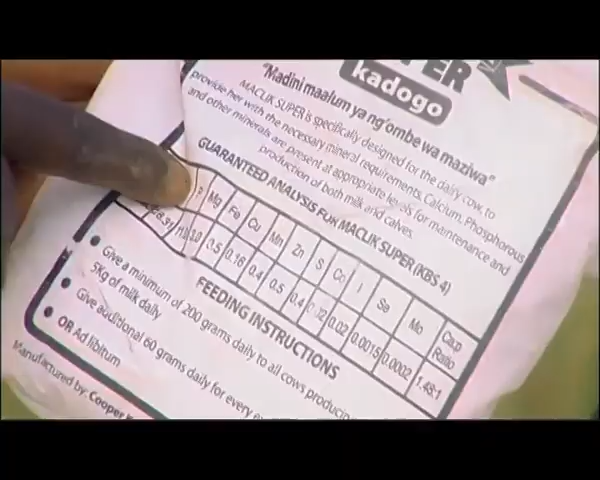 kadogo
"Madini maalum ya ng'ombe wa maziwa"
MACLIK SUPER is specifically designed for the dairy cow, to
provide her with the necessary mineral requirements. Calcium, Phosphorous
and other minerals are present at appropriate levels for maintenance and
production of both milk and calves.
GUARANTEED ANALYSIS FOR MACLIK SUPER (KBS 4)
Mg Fe Cu Mn Zn S Co I Se Mo Ca:P Ratio
0.5 0.16 0.4 0.5 0.4 0.02 0.0015 0.0002 1.48:1
FEEDING INSTRUCTIONS
Give a minimum of 200 grams daily to all cows producing
5Kg of milk daily
Give additional 60 grams daily for every
OR Ad libitum
Manufactured by: Cooper